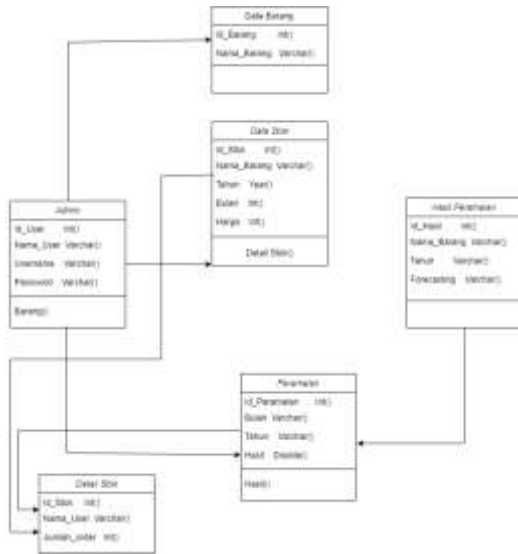 Data Barang
Id_Barang Int()
Nama_Barang Varchar()
Data Stok
Id_Stok Int()
Nama_Barang Varchar()
Tahun Year()
Bulan Int()
Harga Int()
Detail Stok()
Admin
Id_User Int()
Nama_User Varchar()
Username Varchar()
Password Varchar()
Barang()
Hasil Peramalan
Id_Hasil Int()
Nama_Barang Varchar()
Tahun Varchar()
Forecasting Varchar()
Peramalan
Id_Peramalan Int()
Bulan Varchar()
Tahun Varchar()
Hasil Double()
Hasil()
Detail Stok
Id_Stok Int()
Nama_User Varchar()
Jumlah_order Int()